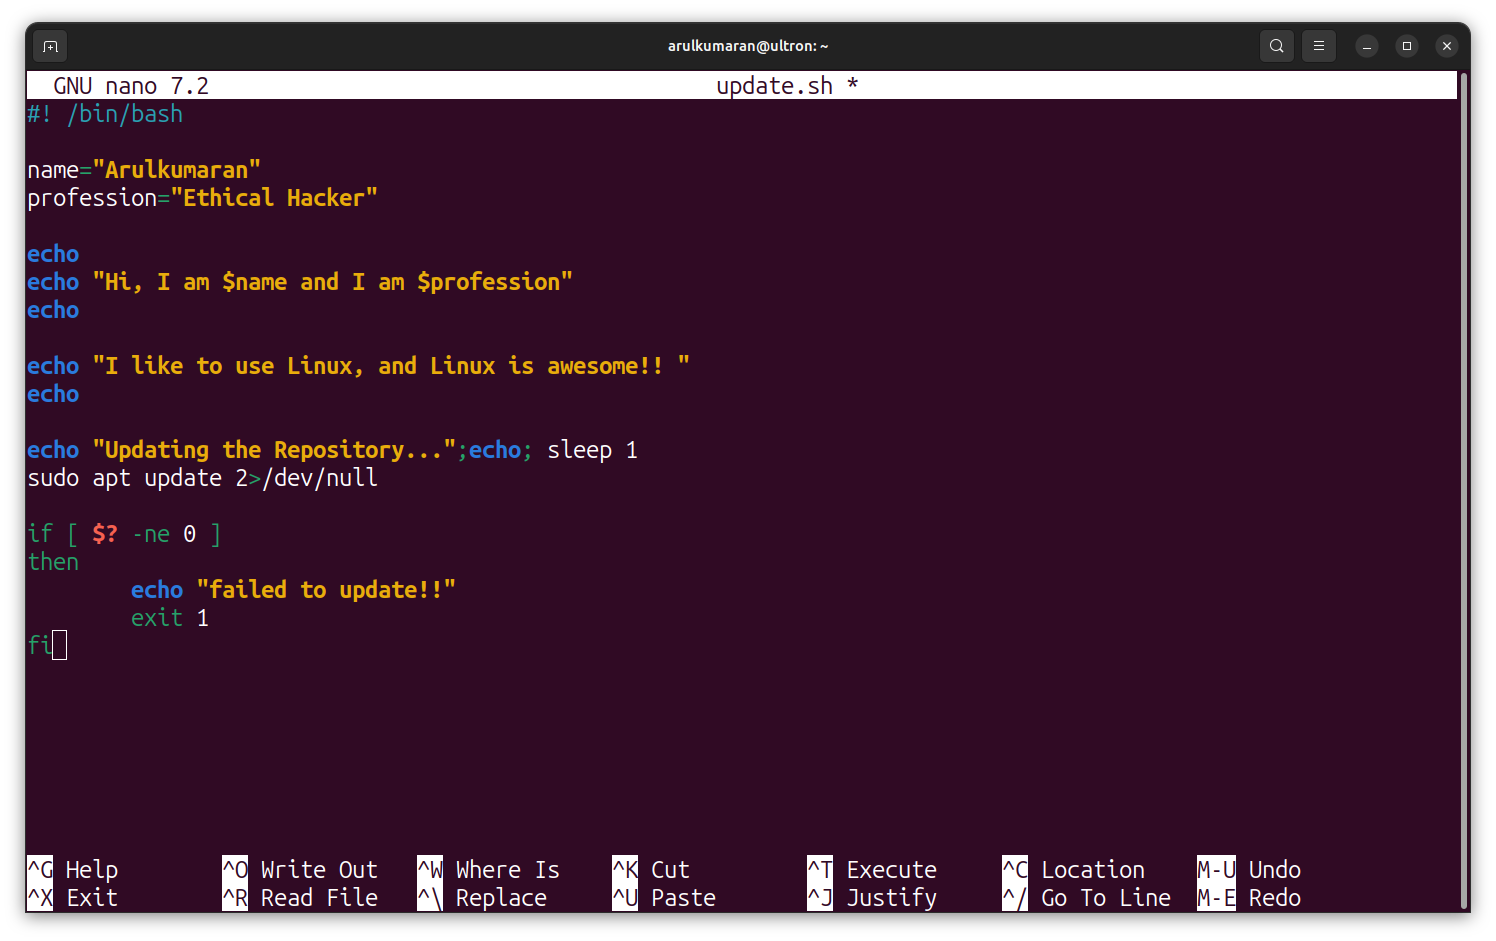 arulkumaran@ultron: ~
GNU nano 7.2 update.sh *
#! /bin/bash
name="Arulkumaran"
profession="Ethical Hacker"
echo
echo "Hi, I am $name and I am $profession"
echo
echo "I like to use Linux, and Linux is awesome!! "
echo
echo "Updating the Repository...";echo; sleep 1
sudo apt update 2>/dev/null
if [ $? -ne 0 ]
then
echo "failed to update!!"
exit 1
fi
^G Help ^O Write Out ^W Where Is ^K Cut ^T Execute ^C Location M-U Undo
^X Exit ^R Read File ^\ Replace ^U Paste ^J Justify ^/ Go To Line M-E Redo